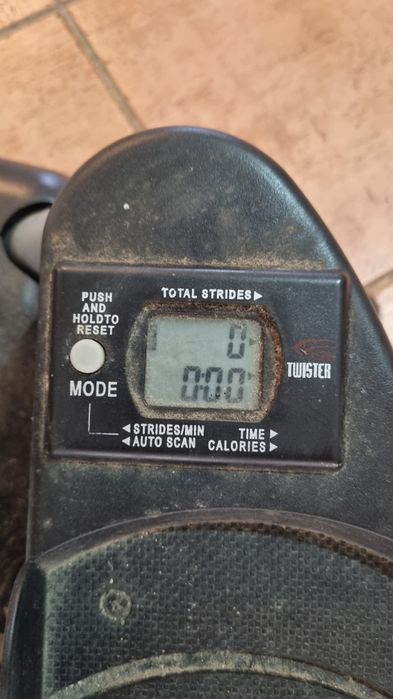 TOTAL STRIDES▶
PUSH
AND
HOLDTO
RESET
0
0:00
TWISTER
MODE
◀STRIDES/MIN
◀AUTO SCAN
TIME▶
CALORIES▶